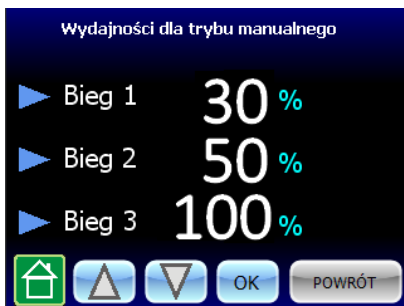 Wydajności dla trybu manualnego
Bieg 1 30 %
Bieg 2 50 %
Bieg 3 100 %
OK POWRÓT